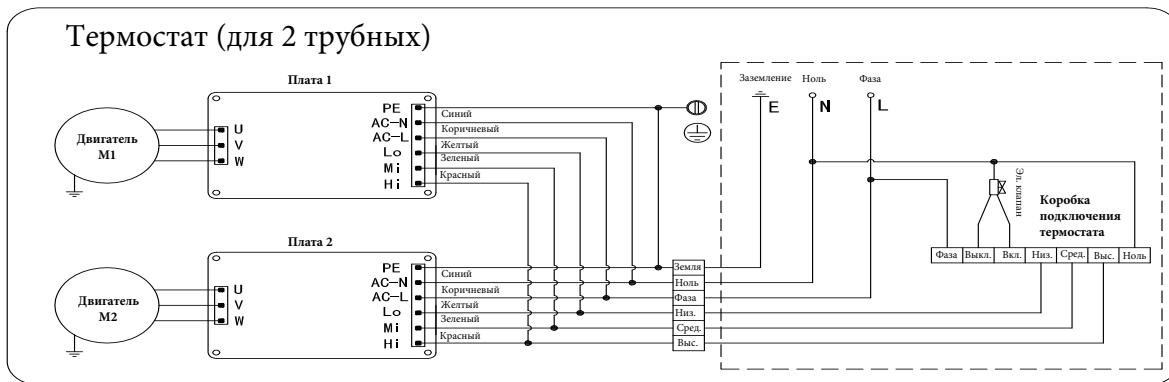 Термостат (для 2 трубных)
Плата 1
Двигатель
М1
U
V
W
PE
AC-N
AC-L
Lo
Mi
Hi
Синий
Коричневый
Желтый
Зеленый
Красный
Плата 2
Двигатель
М2
U
V
W
PE
AC-N
AC-L
Lo
Mi
Hi
Синий
Коричневый
Желтый
Зеленый
Красный
Земля
Ноль
Фаза
Низ.
Сред.
Выс.
Заземление Ноль Фаза
E N L
Эл. клапан
Коробка
подключения
термостата
Фаза Выкл. Вкл. Низ. Сред. Выс. Ноль